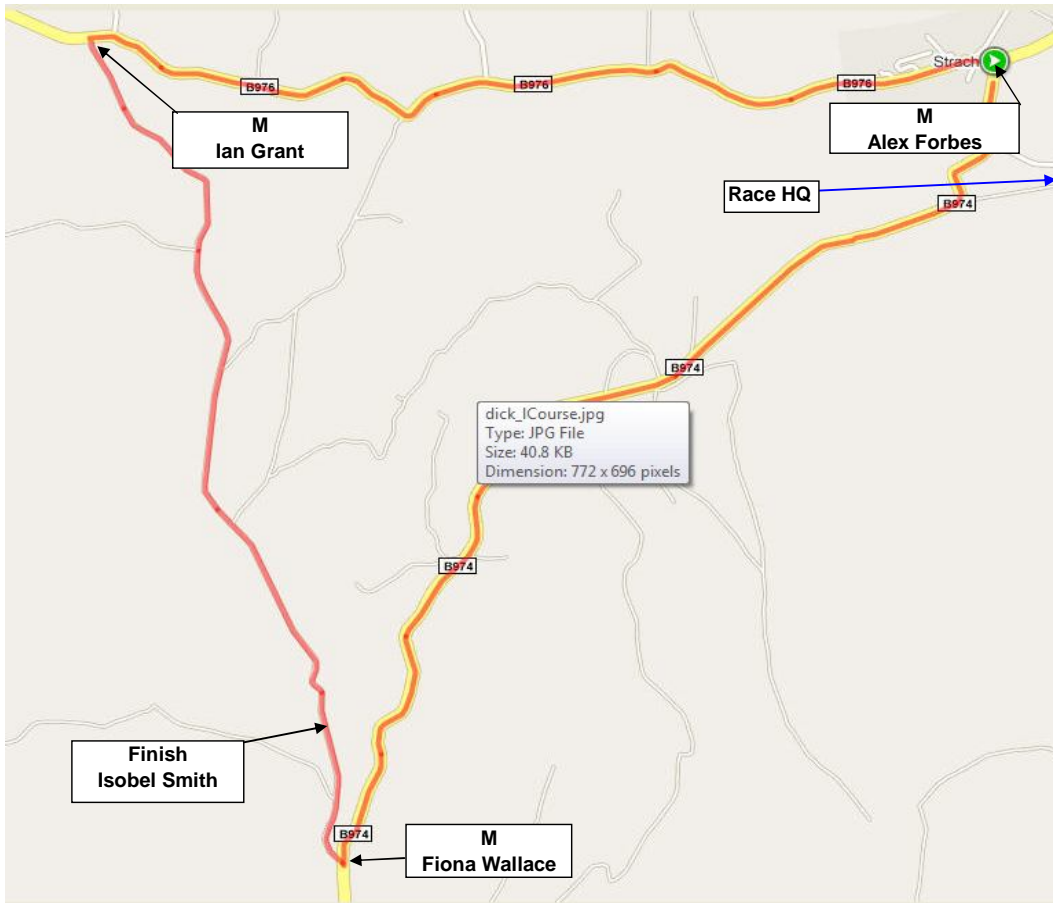 Strach
B976
B976
B976
M
Ian Grant
M
Alex Forbes
Race HQ
B974
B974
dick_lCourse.jpg
Type: JPG File
Size: 40.8 KB
Dimension: 772 x 696 pixels
B974
Finish
Isobel Smith
B974
M
Fiona Wallace